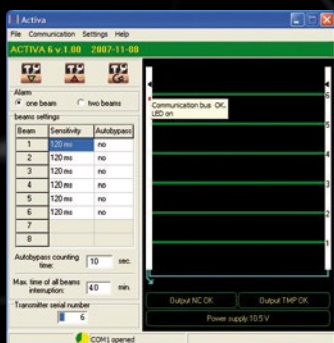 Activa
File Communication Settings Help
ACTIVA 6 v.1.00 2007-11-08
Alarm
one beam two beams
beams settings
Beam Sensitivity Autobypass
1 120 ms no
2 120 ms no
3 120 ms no
4 120 ms no
5 120 ms no
6 120 ms no
7
8
Autobypass counting
time: 10 sec.
Max. time of all beams
interruption: 40 min.
Transmitter serial number
6
Communication bus OK,
LED on
6
5
4
3
2
1
Output NC OK Output TMP OK
Power supply:10.5 V
COM1 opened